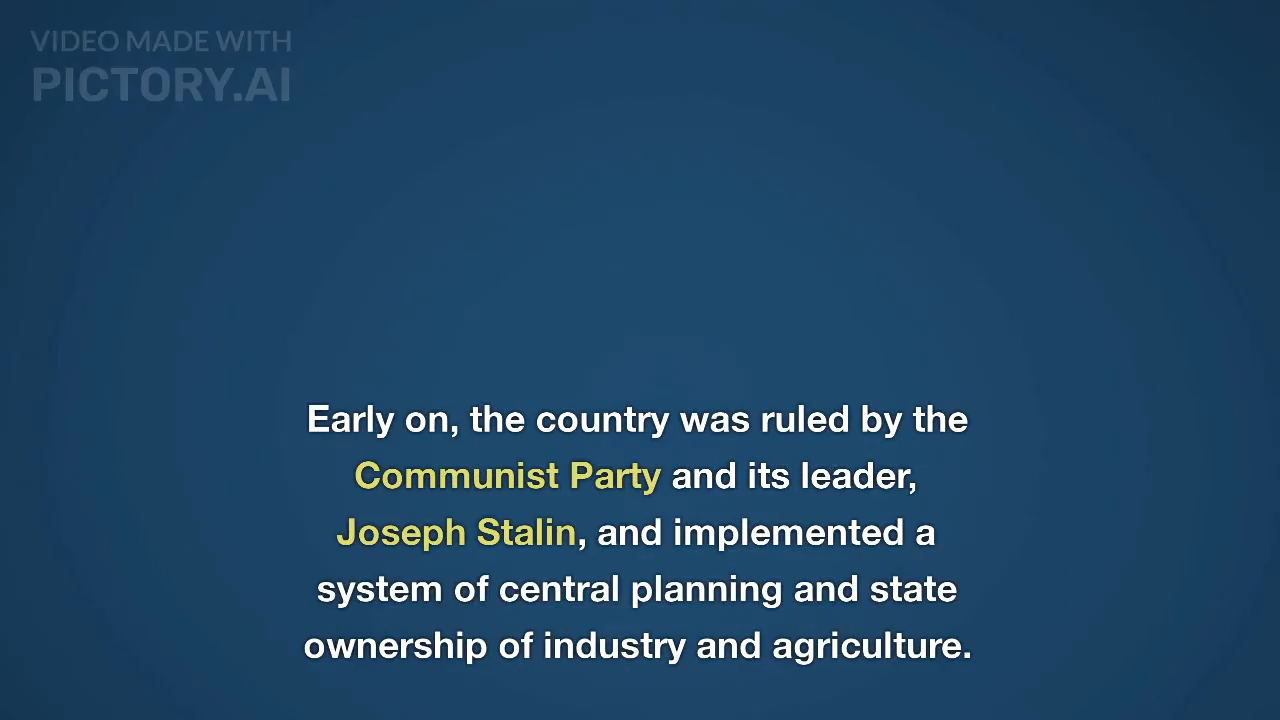 VIDEO MADE WITH
PICTORY.AI
Early on, the country was ruled by the
Communist Party and its leader,
Joseph Stalin, and implemented a
system of central planning and state
ownership of industry and agriculture.